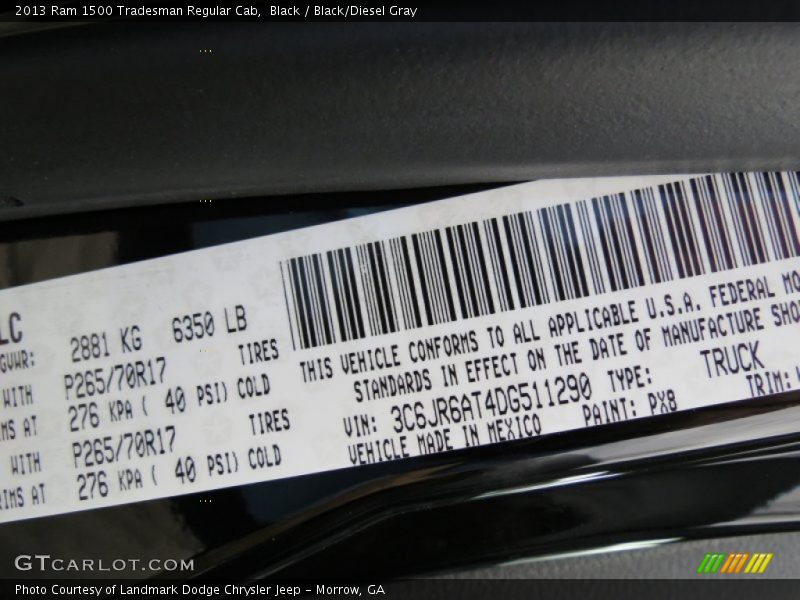 2013 Ram 1500 Tradesman Regular Cab,  Black / Black/Diesel Gray
LC
GVWR: 2881 KG 6350 LB
WITH P265/70R17 TIRES
MS AT 276 KPA ( 40 PSI) COLD
WITH P265/70R17 TIRES
RIMS AT 276 KPA ( 40 PSI) COLD
THIS VEHICLE CONFORMS TO ALL APPLICABLE U.S.A. FEDERAL MO
STANDARDS IN EFFECT ON THE DATE OF MANUFACTURE SHO
VIN: 3C6JR6AT4DG511290 TYPE: TRUCK
VEHICLE MADE IN MEXICO PAINT: PX8 TRIM:
GTCARLOT.COM
Photo Courtesy of Landmark Dodge Chrysler Jeep – Morrow, GA